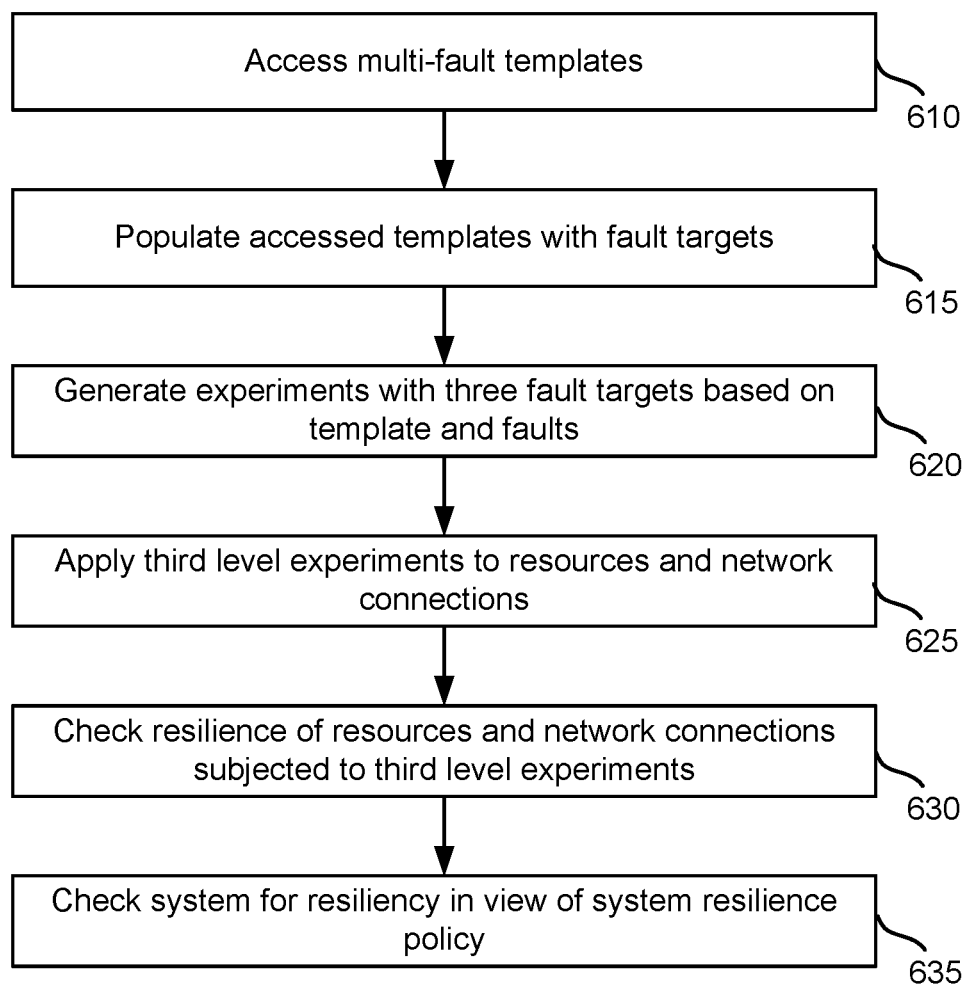 Access multi-fault templates
610
Populate accessed templates with fault targets
615
Generate experiments with three fault targets based on
template and faults
620
Apply third level experiments to resources and network
connections
625
Check resilience of resources and network connections
subjected to third level experiments
630
Check system for resiliency in view of system resilience
policy
635